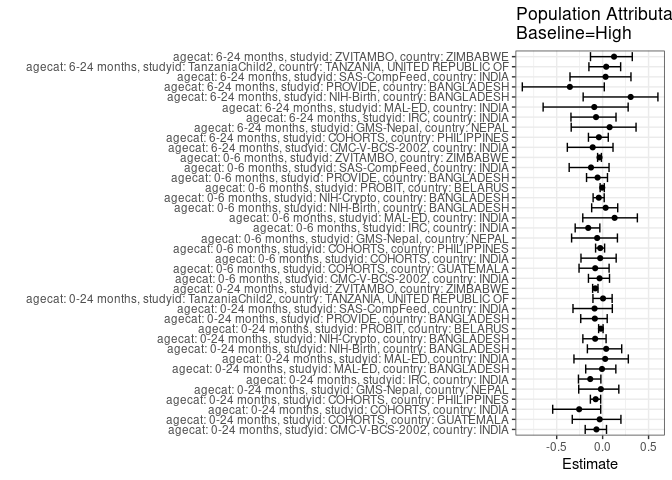 Population Attributa
Baseline=High
agecat: 6-24 months, studyid: ZVITAMBO, country: ZIMBABWE
agecat: 6-24 months, studyid: TanzaniaChild2, country: TANZANIA, UNITED REPUBLIC OF
agecat: 6-24 months, studyid: SAS-CompFeed, country: INDIA
agecat: 6-24 months, studyid: PROVIDE, country: BANGLADESH
agecat: 6-24 months, studyid: NIH-Birth, country: BANGLADESH
agecat: 6-24 months, studyid: MAL-ED, country: INDIA
agecat: 6-24 months, studyid: IRC, country: INDIA
agecat: 6-24 months, studyid: GMS-Nepal, country: NEPAL
agecat: 6-24 months, studyid: COHORTS, country: PHILIPPINES
agecat: 6-24 months, studyid: CMC-V-BCS-2002, country: INDIA
agecat: 0-6 months, studyid: ZVITAMBO, country: ZIMBABWE
agecat: 0-6 months, studyid: SAS-CompFeed, country: INDIA
agecat: 0-6 months, studyid: PROVIDE, country: BANGLADESH
agecat: 0-6 months, studyid: PROBIT, country: BELARUS
agecat: 0-6 months, studyid: NIH-Crypto, country: BANGLADESH
agecat: 0-6 months, studyid: NIH-Birth, country: BANGLADESH
agecat: 0-6 months, studyid: MAL-ED, country: INDIA
agecat: 0-6 months, studyid: IRC, country: INDIA
agecat: 0-6 months, studyid: GMS-Nepal, country: NEPAL
agecat: 0-6 months, studyid: COHORTS, country: PHILIPPINES
agecat: 0-6 months, studyid: COHORTS, country: INDIA
agecat: 0-6 months, studyid: COHORTS, country: GUATEMALA
agecat: 0-6 months, studyid: CMC-V-BCS-2002, country: INDIA
agecat: 0-24 months, studyid: ZVITAMBO, country: ZIMBABWE
agecat: 0-24 months, studyid: TanzaniaChild2, country: TANZANIA, UNITED REPUBLIC OF
agecat: 0-24 months, studyid: SAS-CompFeed, country: INDIA
agecat: 0-24 months, studyid: PROVIDE, country: BANGLADESH
agecat: 0-24 months, studyid: PROBIT, country: BELARUS
agecat: 0-24 months, studyid: NIH-Crypto, country: BANGLADESH
agecat: 0-24 months, studyid: NIH-Birth, country: BANGLADESH
agecat: 0-24 months, studyid: MAL-ED, country: INDIA
agecat: 0-24 months, studyid: MAL-ED, country: BANGLADESH
agecat: 0-24 months, studyid: IRC, country: INDIA
agecat: 0-24 months, studyid: GMS-Nepal, country: NEPAL
agecat: 0-24 months, studyid: COHORTS, country: PHILIPPINES
agecat: 0-24 months, studyid: COHORTS, country: INDIA
agecat: 0-24 months, studyid: COHORTS, country: GUATEMALA
agecat: 0-24 months, studyid: CMC-V-BCS-2002, country: INDIA
-0.5 0.0 0.5
Estimate